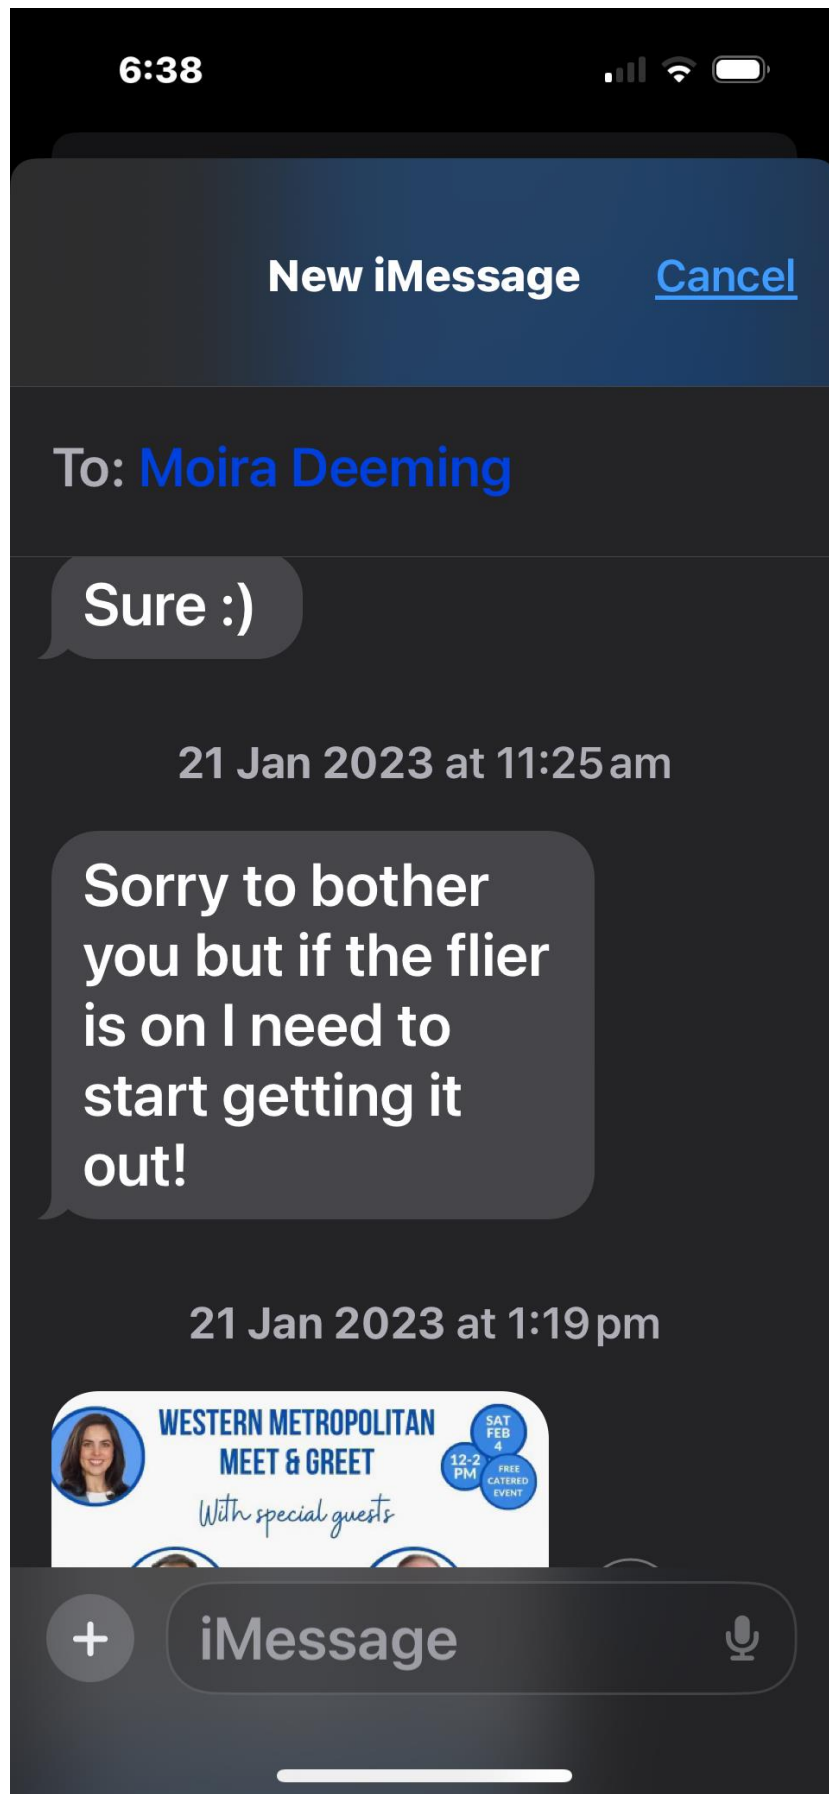 6:38
New iMessage
Cancel
To: Moira Deeming
Sure :)
21 Jan 2023 at 11:25 am
Sorry to bother
you but if the flier
is on I need to
start getting it
out!
21 Jan 2023 at 1:19 pm
WESTERN METROPOLITAN
MEET & GREET
With special guests
SAT
FEB
4
12-2
PM
FREE
CATERED
EVENT
iMessage